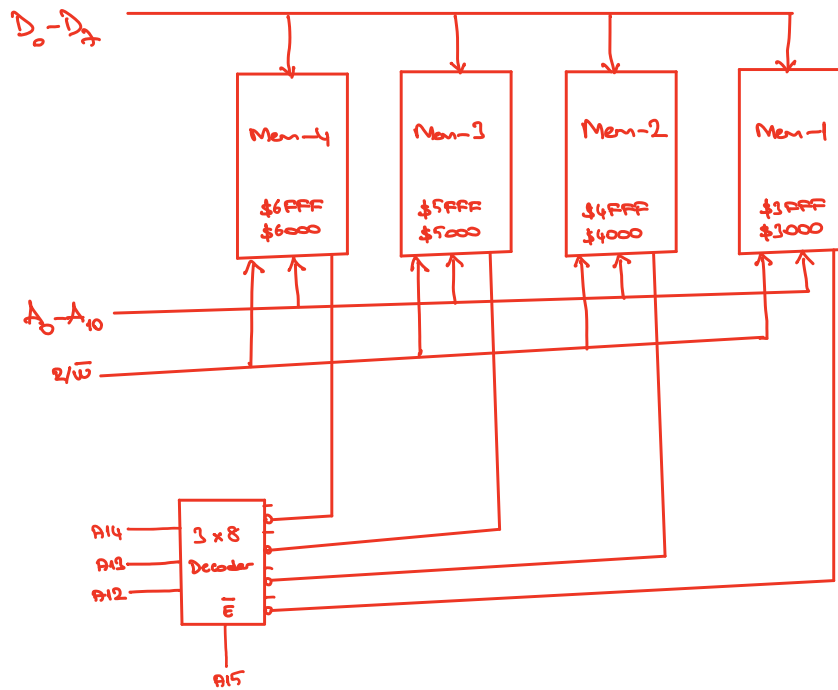 D0-D7
Mem-4
$6FFF
$6000
Mem-3
$5FFF
$5000
Mem-2
$4FFF
$4000
Mem-1
$3FFF
$3000
A0-A10
R/W̅
A14
A13
A12
3x8
Decoder
E̅
A15